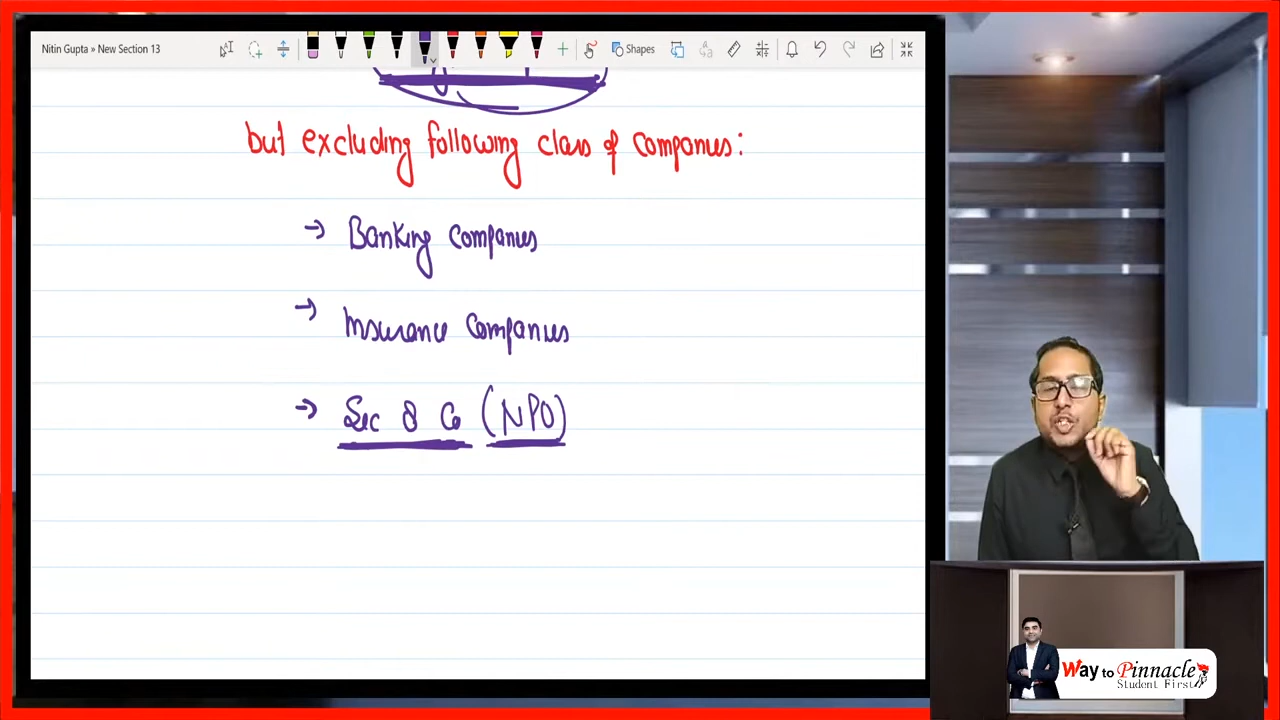 Nitin Gupta » New Section 13
Shapes
but excluding following class of companies:
→ Banking Companies
→ Insurance Companies
→ Sec 8 Co (NPO)
Way to Pinnacle
Student First